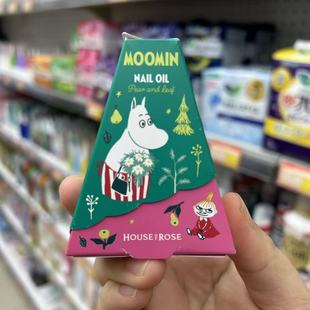 MOOMIN
NAIL OIL
Pear and leaf
HOUSE OF ROSE